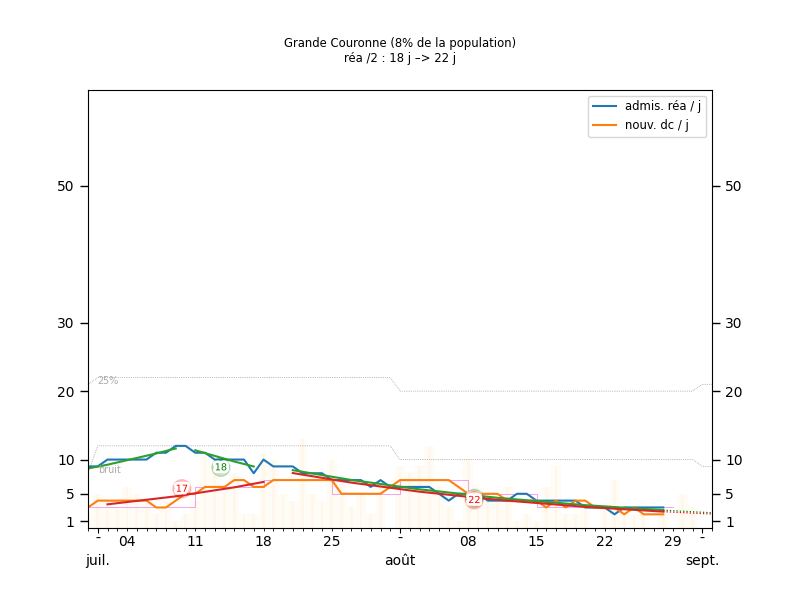 Grande Couronne (8% de la population)
réa /2 : 18 j –> 22 j
admis. réa / j
nouv. dc / j
50 50
30 30
20 20
10 10
5 5
1 1
25%
bruit
17
18
22
- 04 11 18 25 - 08 15 22 29 -
juil. août sept.